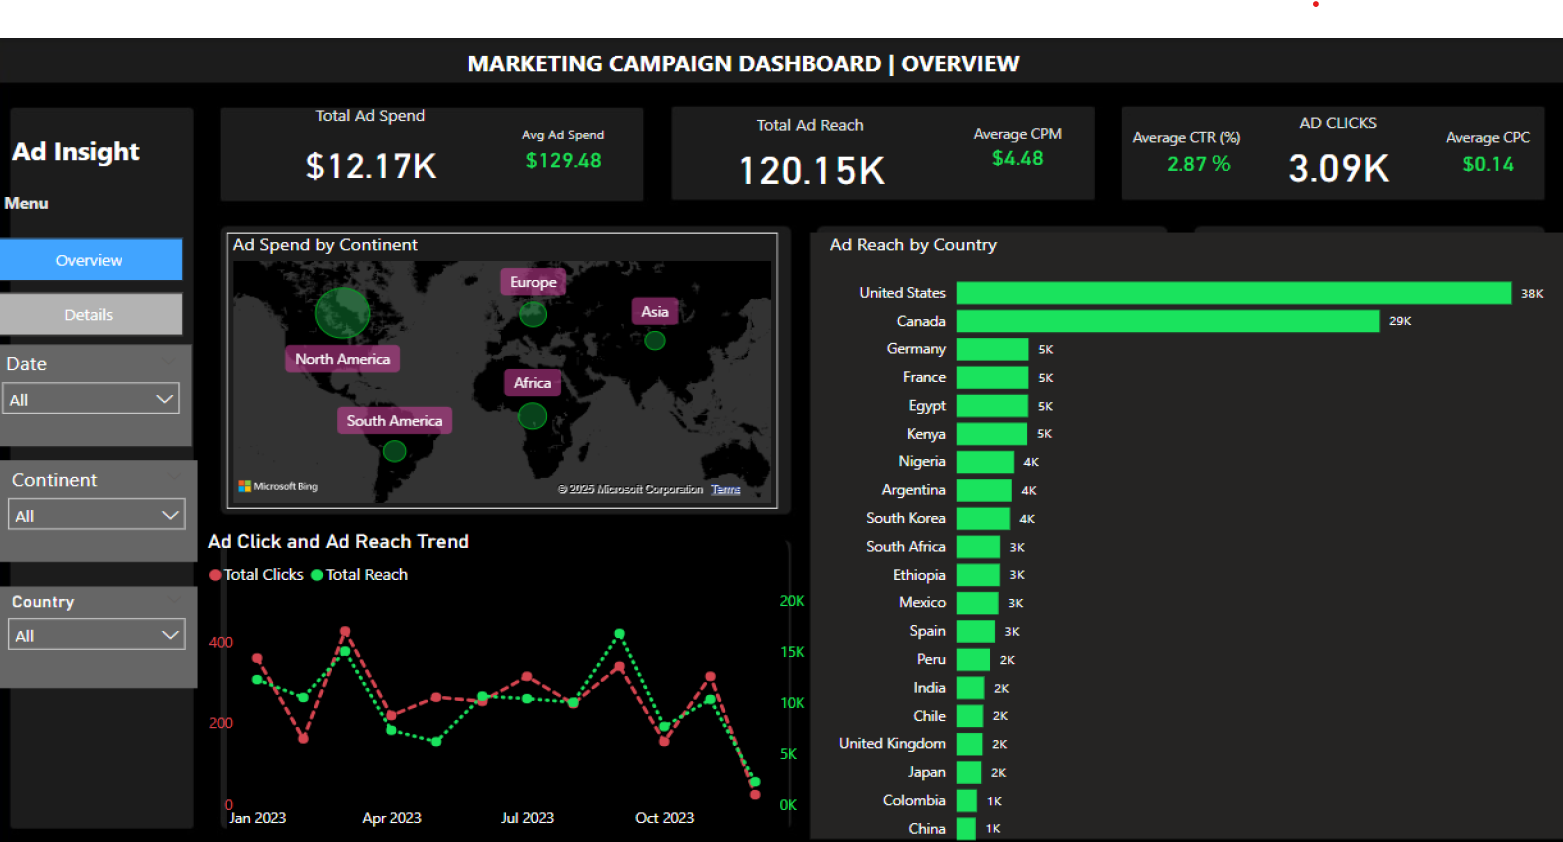 MARKETING CAMPAIGN DASHBOARD | OVERVIEW
Ad Insight
Menu
Overview
Details
Date
All
Continent
All
Country
All
Total Ad Spend
$12.17K
Avg Ad Spend
$129.48
Total Ad Reach
120.15K
Average CPM
$4.48
Average CTR (%)
2.87 %
AD CLICKS
3.09K
Average CPC
$0.14
Ad Spend by Continent
Europe
Asia
North America
Africa
South America
Microsoft Bing
© 2025 Microsoft Corporation Terms
Ad Click and Ad Reach Trend
Total Clicks Total Reach
400
200
0
20K
15K
10K
5K
0K
Jan 2023 Apr 2023 Jul 2023 Oct 2023
Ad Reach by Country
United States 38K
Canada 29K
Germany 5K
France 5K
Egypt 5K
Kenya 5K
Nigeria 4K
Argentina 4K
South Korea 4K
South Africa 3K
Ethiopia 3K
Mexico 3K
Spain 3K
Peru 2K
India 2K
Chile 2K
United Kingdom 2K
Japan 2K
Colombia 1K
China 1K